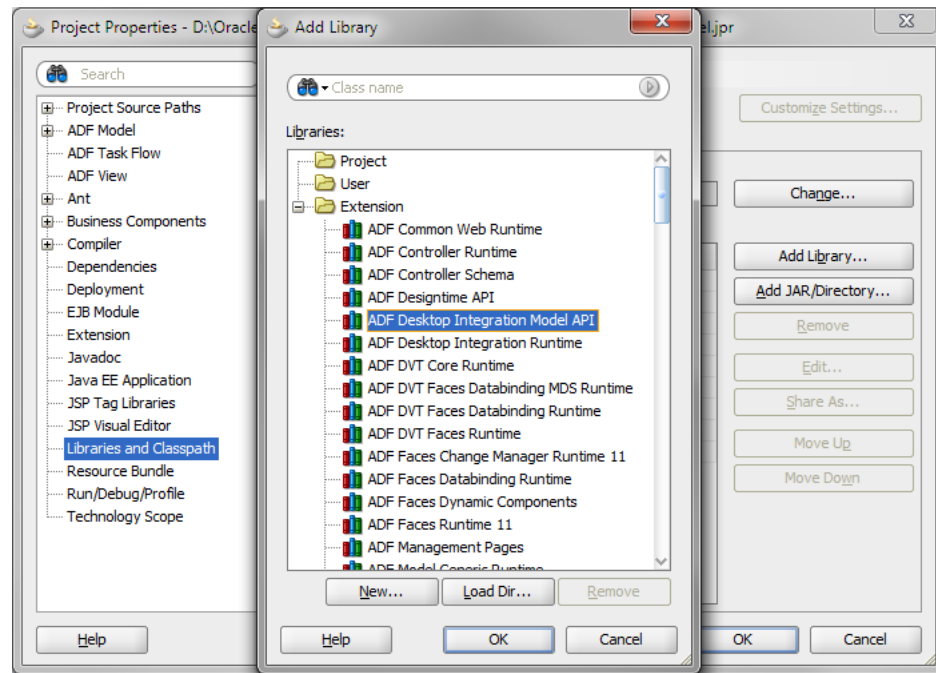 Project Properties - D:\Oracle
Search
Project Source Paths
ADF Model
ADF Task Flow
ADF View
Ant
Business Components
Compiler
Dependencies
Deployment
EJB Module
Extension
Javadoc
Java EE Application
JSP Tag Libraries
JSP Visual Editor
Libraries and Classpath
Resource Bundle
Run/Debug/Profile
Technology Scope
Help
Add Library
Class name
Libraries:
Project
User
Extension
ADF Common Web Runtime
ADF Controller Runtime
ADF Controller Schema
ADF Designtime API
ADF Desktop Integration Model API
ADF Desktop Integration Runtime
ADF DVT Core Runtime
ADF DVT Faces Databinding MDS Runtime
ADF DVT Faces Databinding Runtime
ADF DVT Faces Runtime
ADF Faces Change Manager Runtime 11
ADF Faces Databinding Runtime
ADF Faces Dynamic Components
ADF Faces Runtime 11
ADF Management Pages
ADF Model Generic Runtime
New... Load Dir... Remove
Help OK Cancel
el.jpr
Customize Settings...
Change...
Add Library...
Add JAR/Directory...
Remove
Edit...
Share As...
Move Up
Move Down
OK Cancel